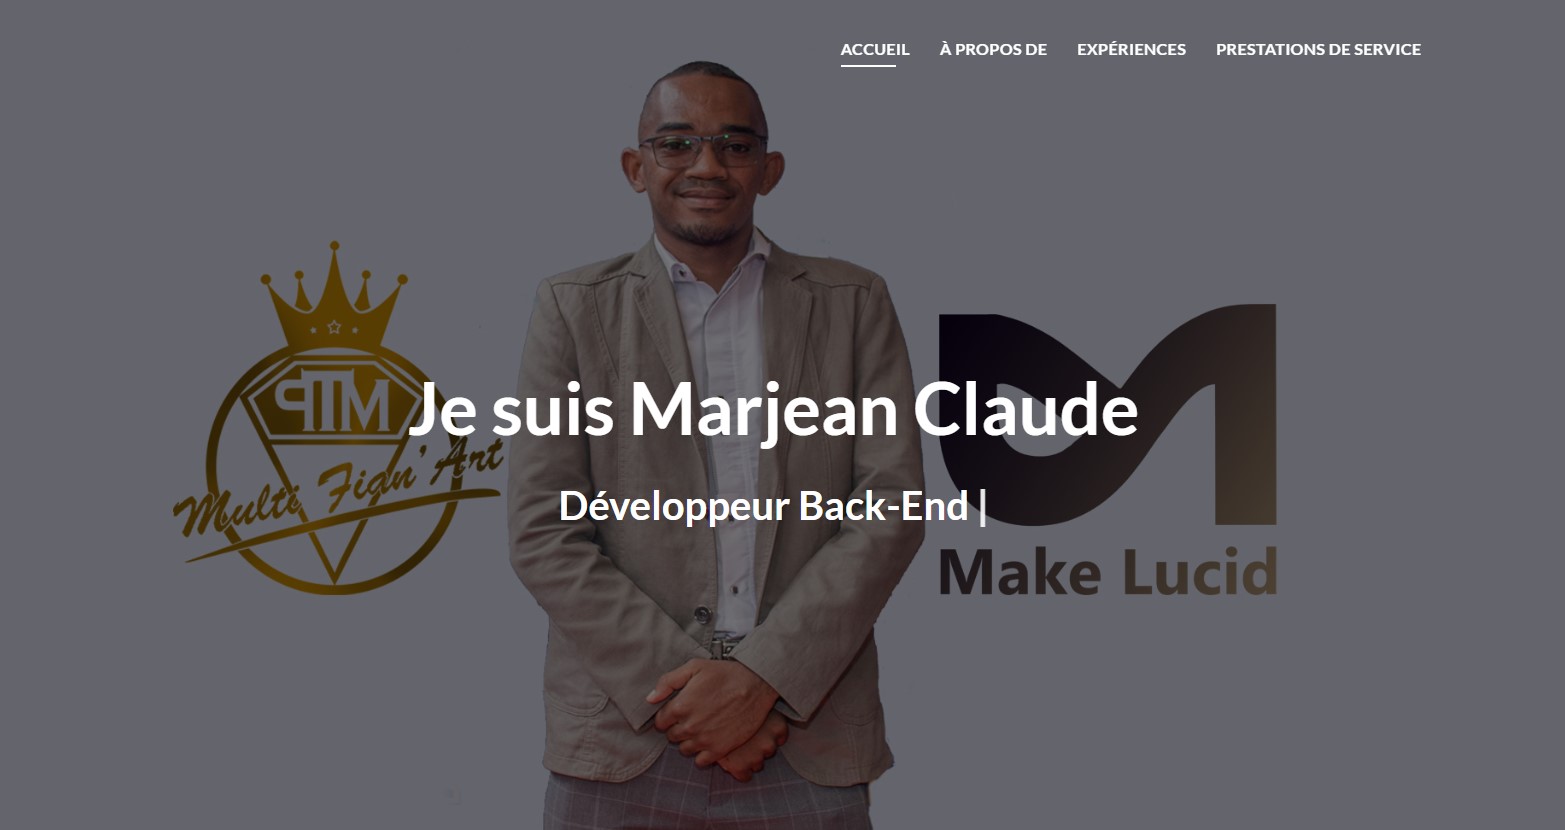 ACCUEIL À PROPOS DE EXPÉRIENCES PRESTATIONS DE SERVICE
PTM
Multi Fian' Art
Je suis Marjean Claude
Développeur Back-End |
Make Lucid